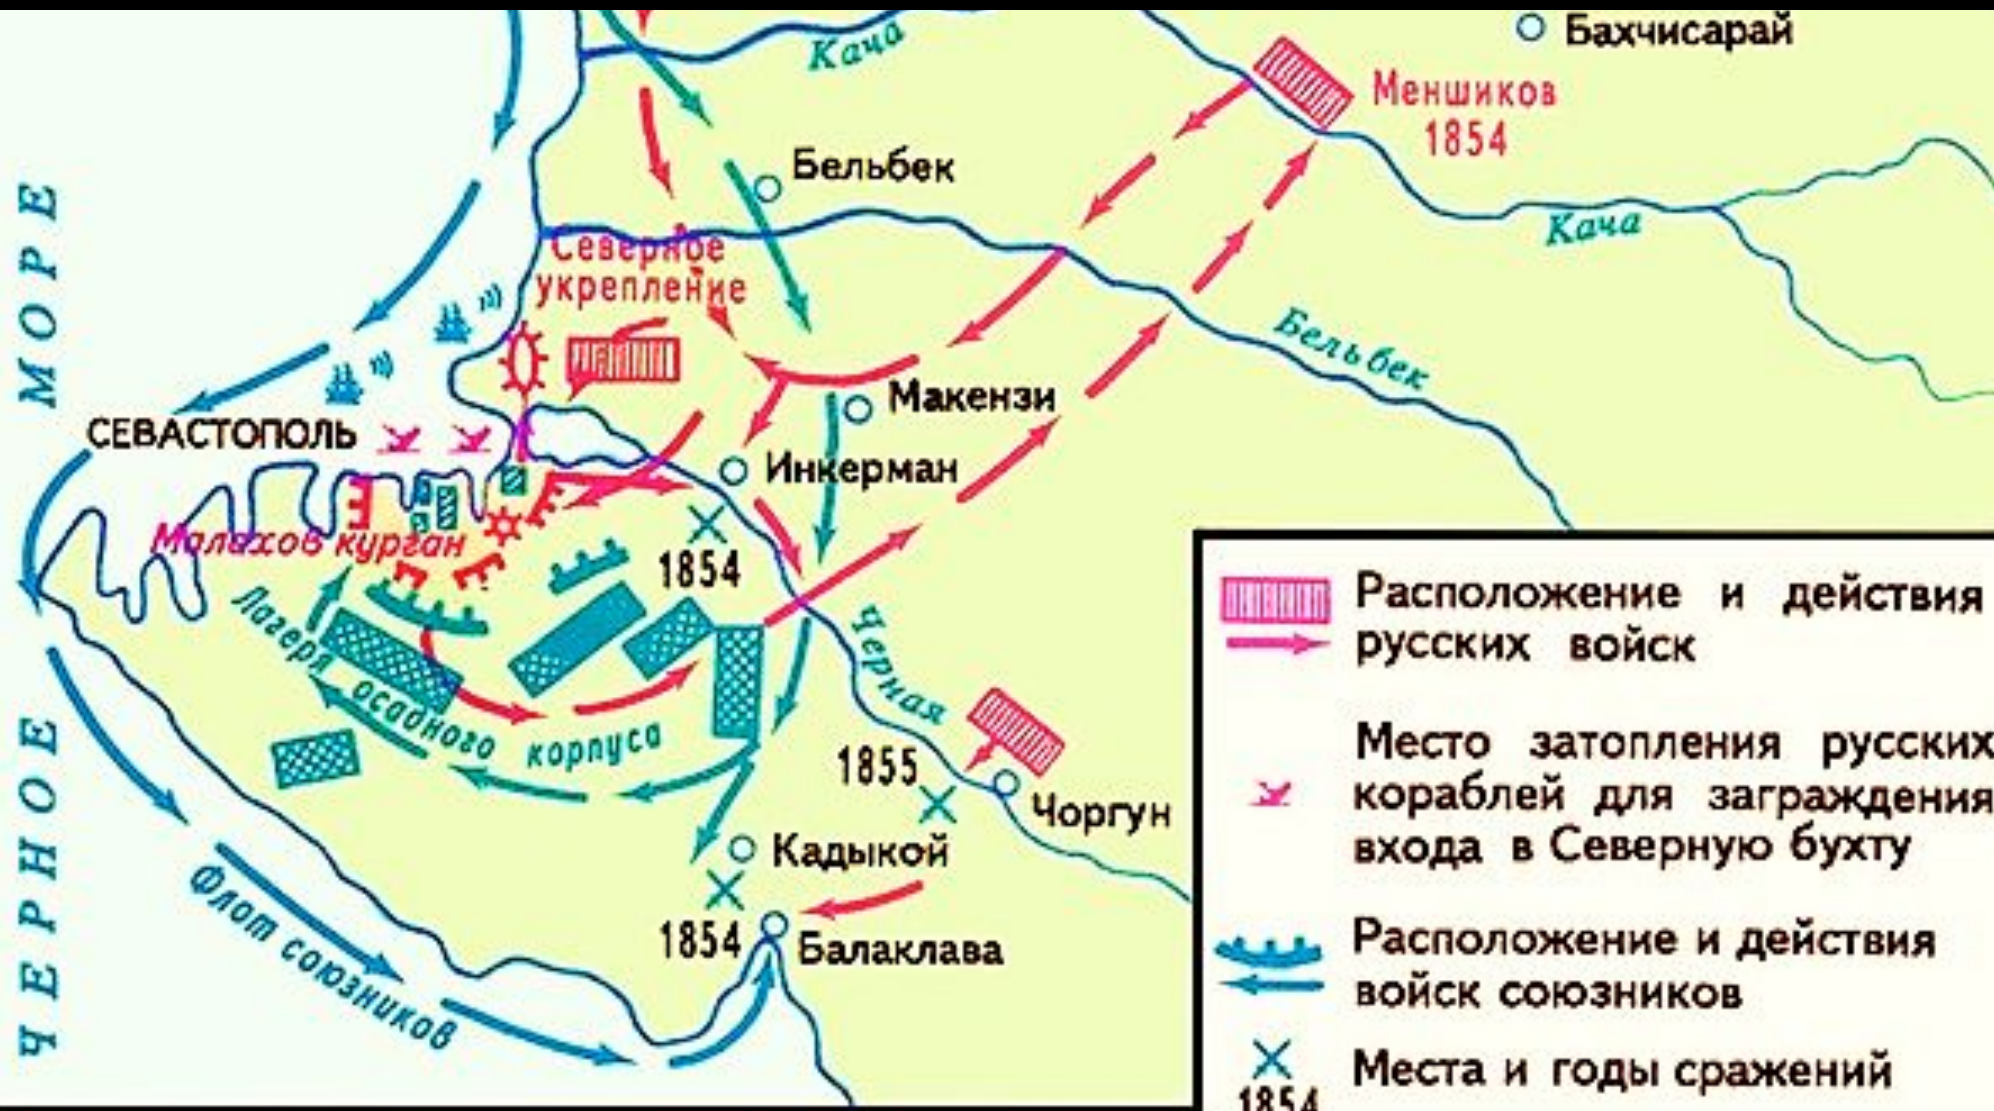 Бахчисарай
Кача
Меншиков
1854
Бельбек
Кача
Северное
укрепление
Бельбек
Макензи
СЕВАСТОПОЛЬ
Инкерман
Малахов курган
1854
Лагеря осадного корпуса
Черная
1855
Чоргун
Кадыкой
1854
Балаклава
Флот союзников
ЧЕРНОЕ МОРЕ
Расположение и действия
русских войск
Место затопления русских
кораблей для заграждения
входа в Северную бухту
Расположение и действия
войск союзников
Места и годы сражений
1854